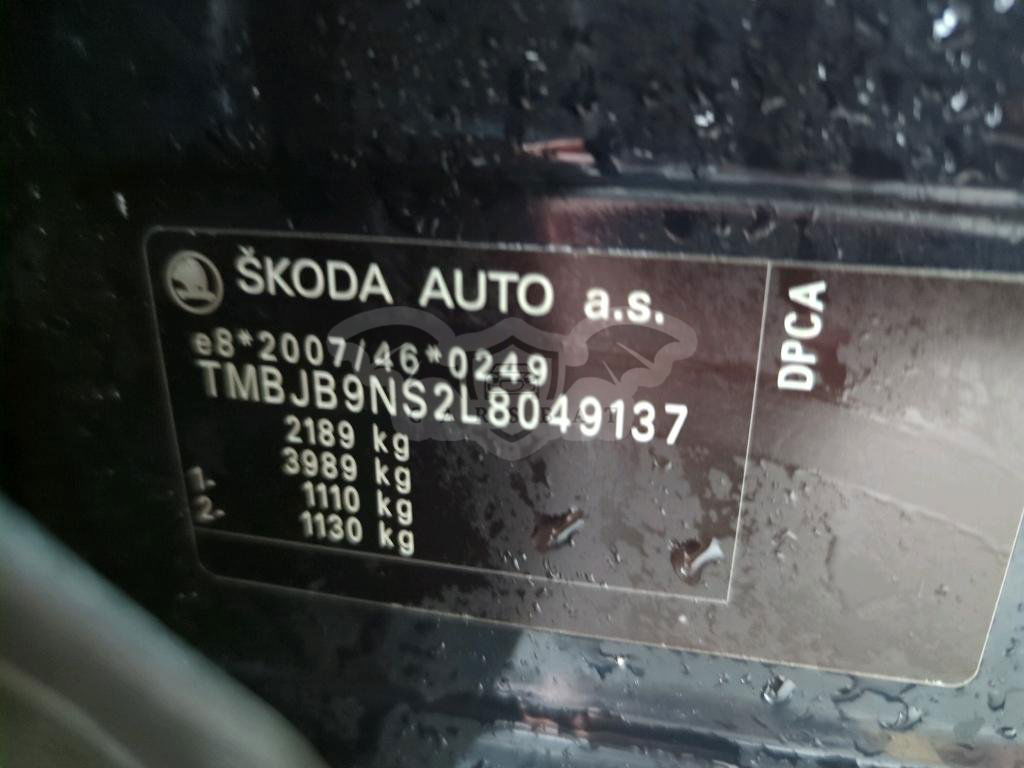 ŠKODA AUTO a.s.
e8*2007/46*0249
TMBJB9NS2L8049137
2189 kg
3989 kg
1- 1110 kg
2- 1130 kg
DPCA